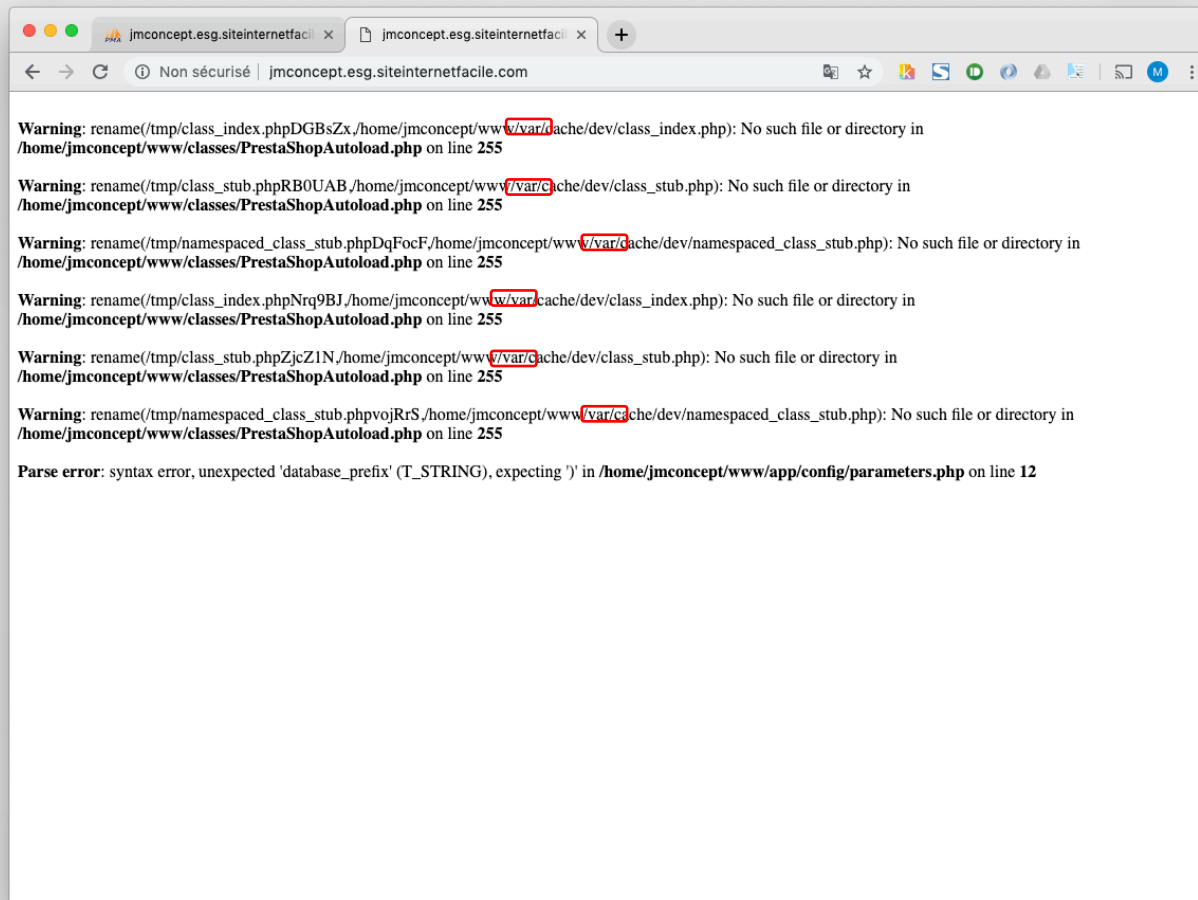 PMA jmconcept.esg.siteinternetfacil jmconcept.esg.siteinternetfacil
Non sécurisé jmconcept.esg.siteinternetfacile.com M
Warning: rename(/tmp/class_index.phpDGBsZx,/home/jmconcept/www/var/cache/dev/class_index.php): No such file or directory in
/home/jmconcept/www/classes/PrestaShopAutoload.php on line 255
Warning: rename(/tmp/class_stub.phpRB0UAB,/home/jmconcept/www/var/cache/dev/class_stub.php): No such file or directory in
/home/jmconcept/www/classes/PrestaShopAutoload.php on line 255
Warning: rename(/tmp/namespaced_class_stub.phpDqFocF,/home/jmconcept/www/var/cache/dev/namespaced_class_stub.php): No such file or directory in
/home/jmconcept/www/classes/PrestaShopAutoload.php on line 255
Warning: rename(/tmp/class_index.phpNrq9BJ,/home/jmconcept/www/var/cache/dev/class_index.php): No such file or directory in
/home/jmconcept/www/classes/PrestaShopAutoload.php on line 255
Warning: rename(/tmp/class_stub.phpZjcZ1N,/home/jmconcept/www/var/cache/dev/class_stub.php): No such file or directory in
/home/jmconcept/www/classes/PrestaShopAutoload.php on line 255
Warning: rename(/tmp/namespaced_class_stub.phpvojRrS,/home/jmconcept/www/var/cache/dev/namespaced_class_stub.php): No such file or directory in
/home/jmconcept/www/classes/PrestaShopAutoload.php on line 255
Parse error: syntax error, unexpected 'database_prefix' (T_STRING), expecting ')' in /home/jmconcept/www/app/config/parameters.php on line 12